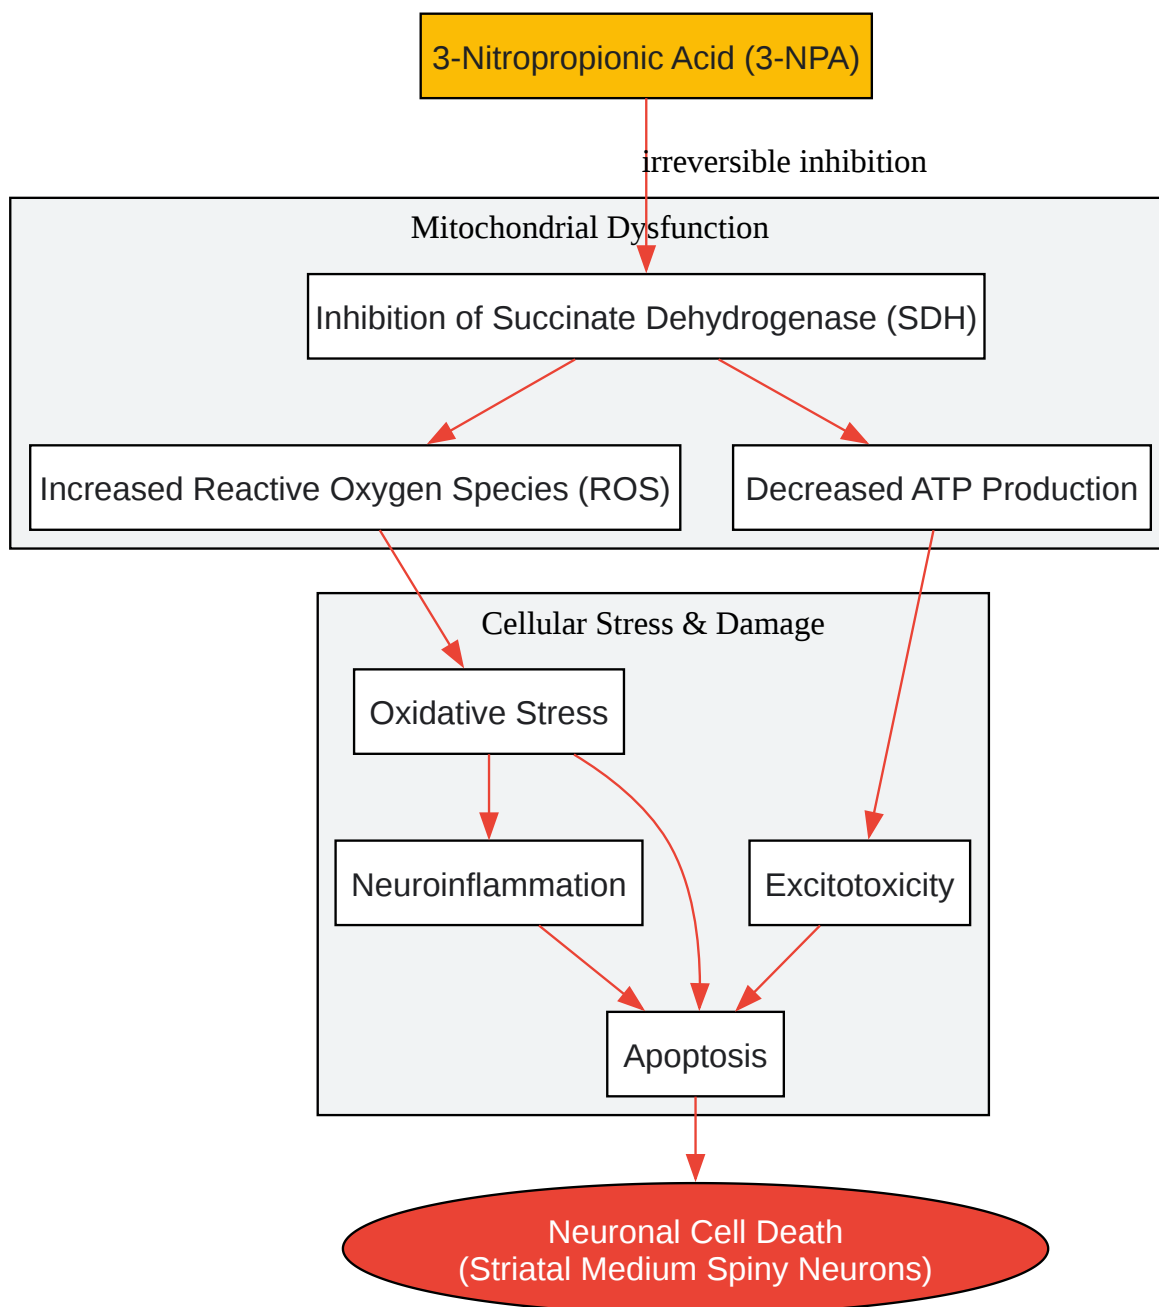 3-Nitropropionic Acid (3-NPA)
irreversible inhibition
Mitochondrial Dysfunction
Inhibition of Succinate Dehydrogenase (SDH)
Increased Reactive Oxygen Species (ROS)
Decreased ATP Production
Cellular Stress & Damage
Oxidative Stress
Neuroinflammation
Excitotoxicity
Apoptosis
Neuronal Cell Death
(Striatal Medium Spiny Neurons)